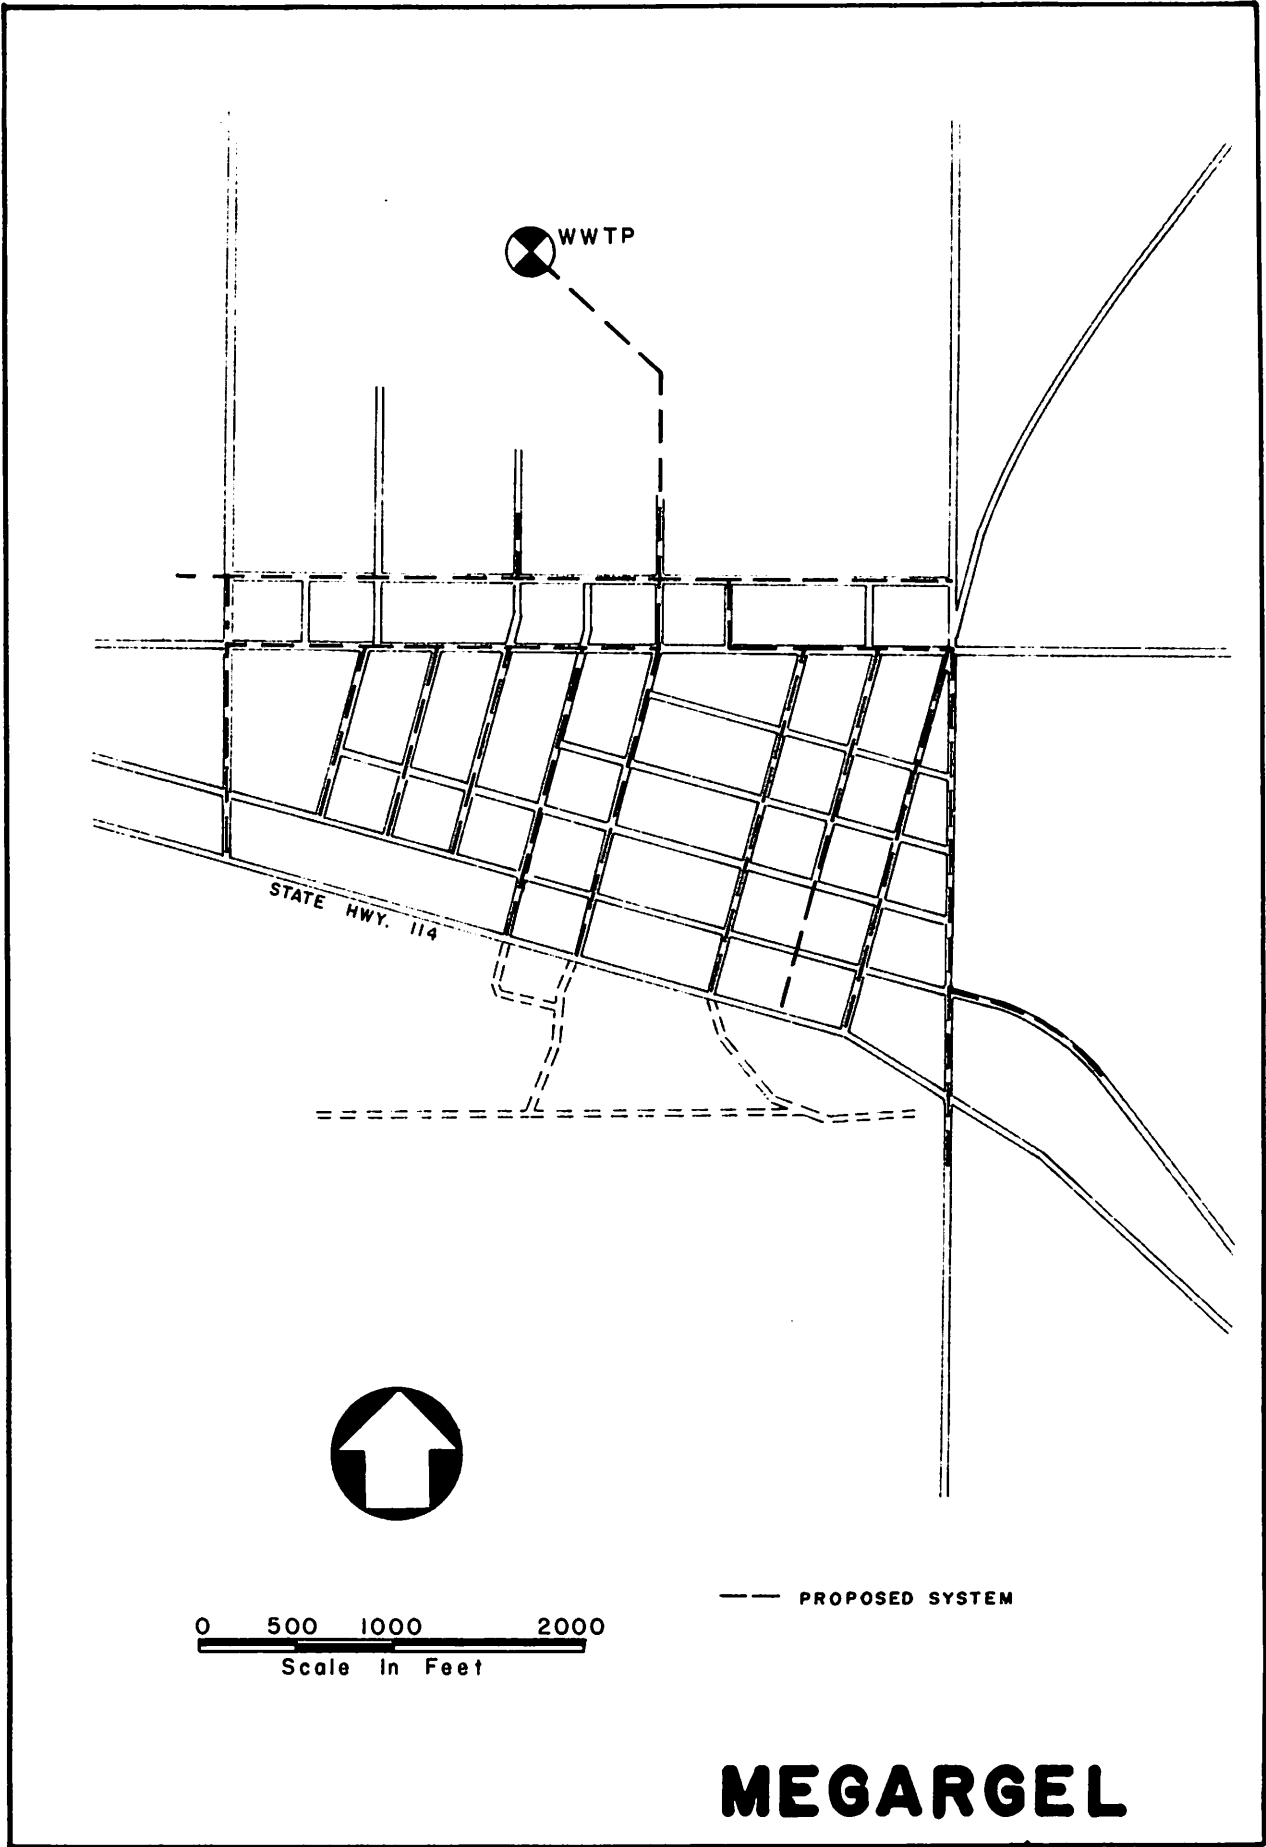 WWTP
STATE HWY. 114
PROPOSED SYSTEM
0 500 1000 2000
Scale In Feet
MEGARGEL